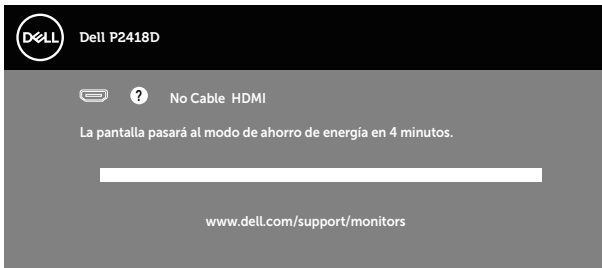 DELL
Dell P2418D
? No Cable HDMI
La pantalla pasará al modo de ahorro de energía en 4 minutos.
www.dell.com/support/monitors